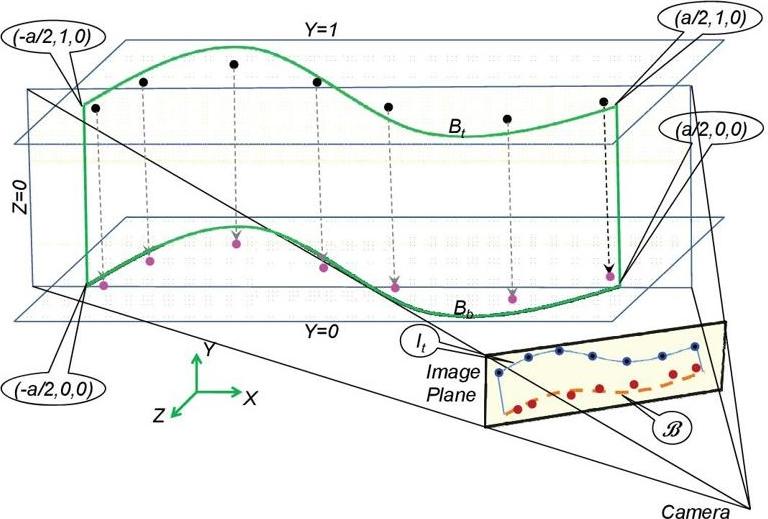 Y=1
(-a/2,1,0)
(a/2,1,0)
B_t
(a/2,0,0)
Z=0
B_b
Y=0
I_t
(-a/2,0,0)
Y
X
Z
Image
Plane
ℬ
Camera